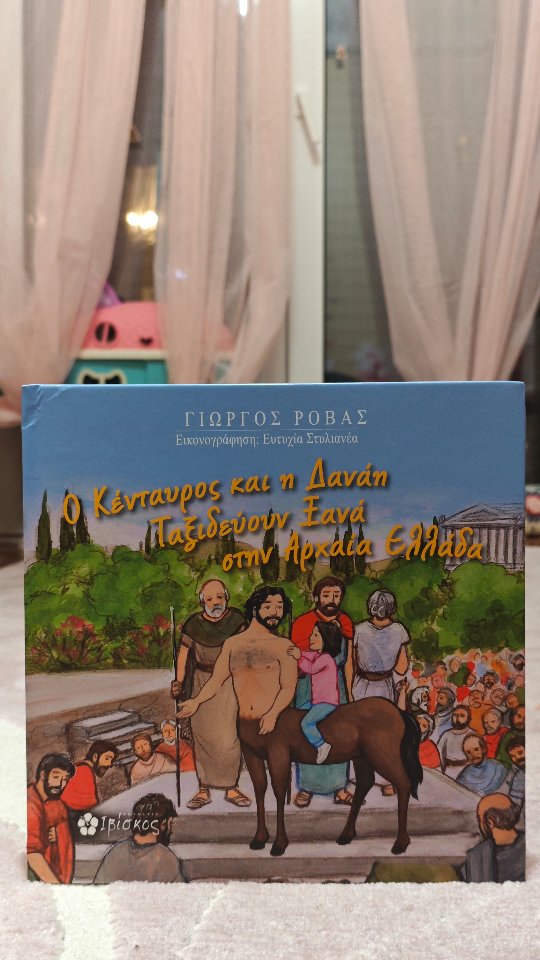 ΓΙΩΡΓΟΣ ΡΟΒΑΣ
Εικονογράφηση: Ευτυχία Στυλιανέα
Ο Κένταυρος και η Δανάη
Ταξιδεύουν Ξανά
στην Αρχαία Ελλάδα
Ιβίσκος